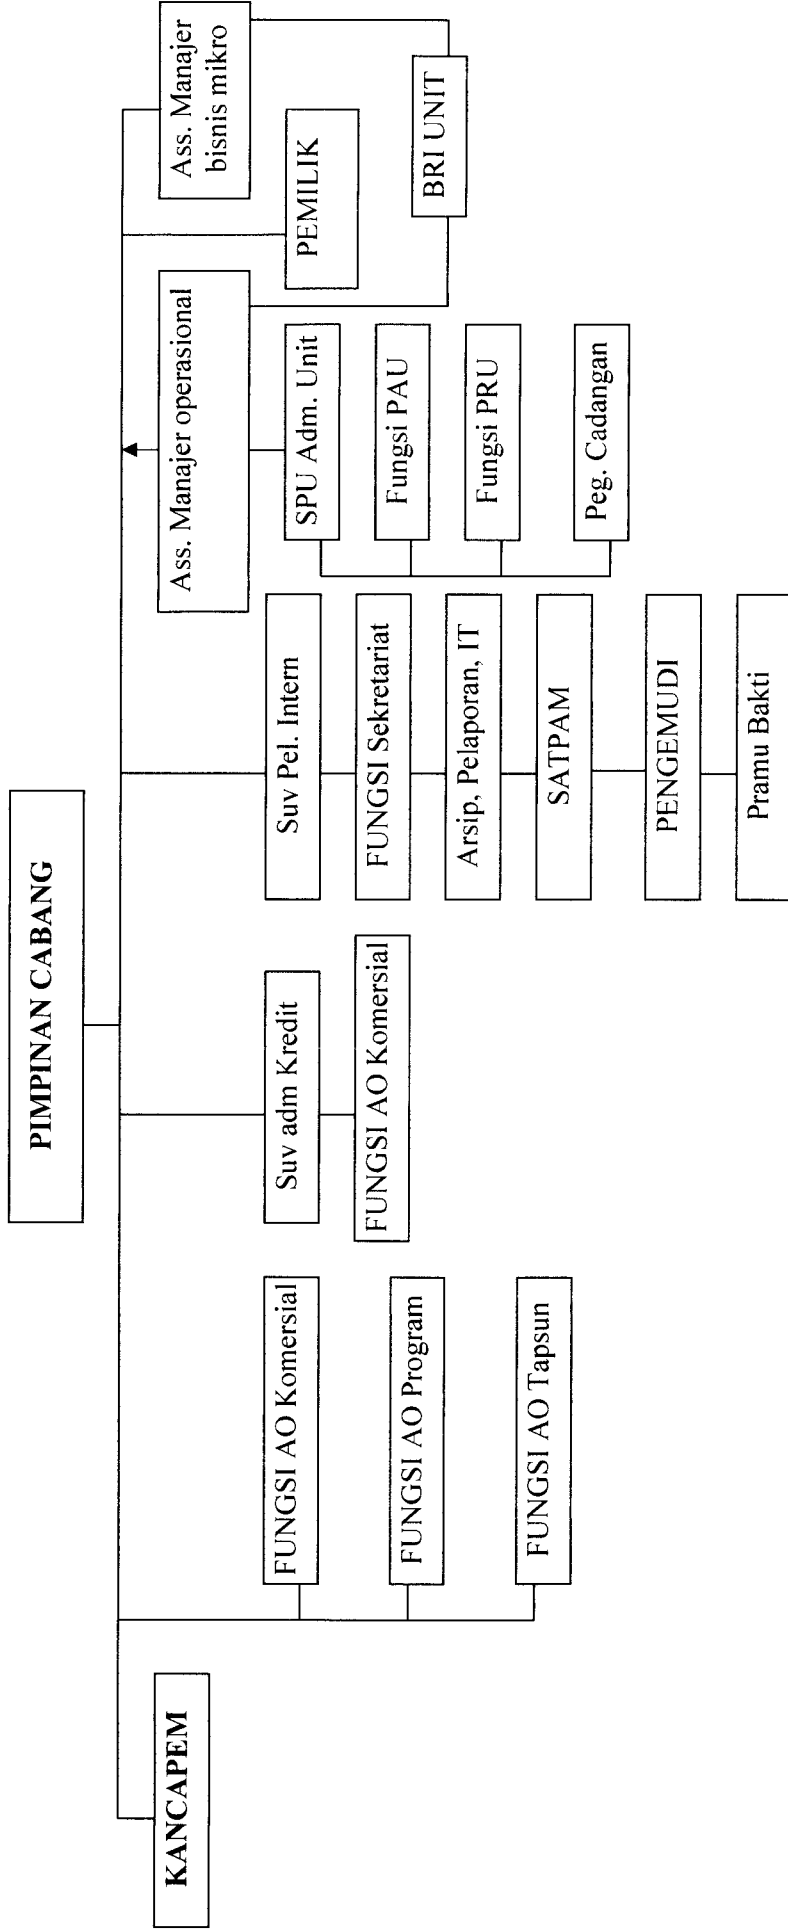 PIMPINAN CABANG
KANCAPEM
FUNGSI AO Komersial
FUNGSI AO Program
FUNGSI AO Tapsun
Suv adm Kredit
FUNGSI AO Komersial
Suv Pel. Intern
FUNGSI Sekretariat
Arsip, Pelaporan, IT
SATPAM
PENGEMUDI
Pramu Bakti
Ass. Manajer operasional
SPU Adm. Unit
Fungsi PAU
Fungsi PRU
Peg. Cadangan
PEMILIK
Ass. Manajer
bisnis mikro
BRI UNIT